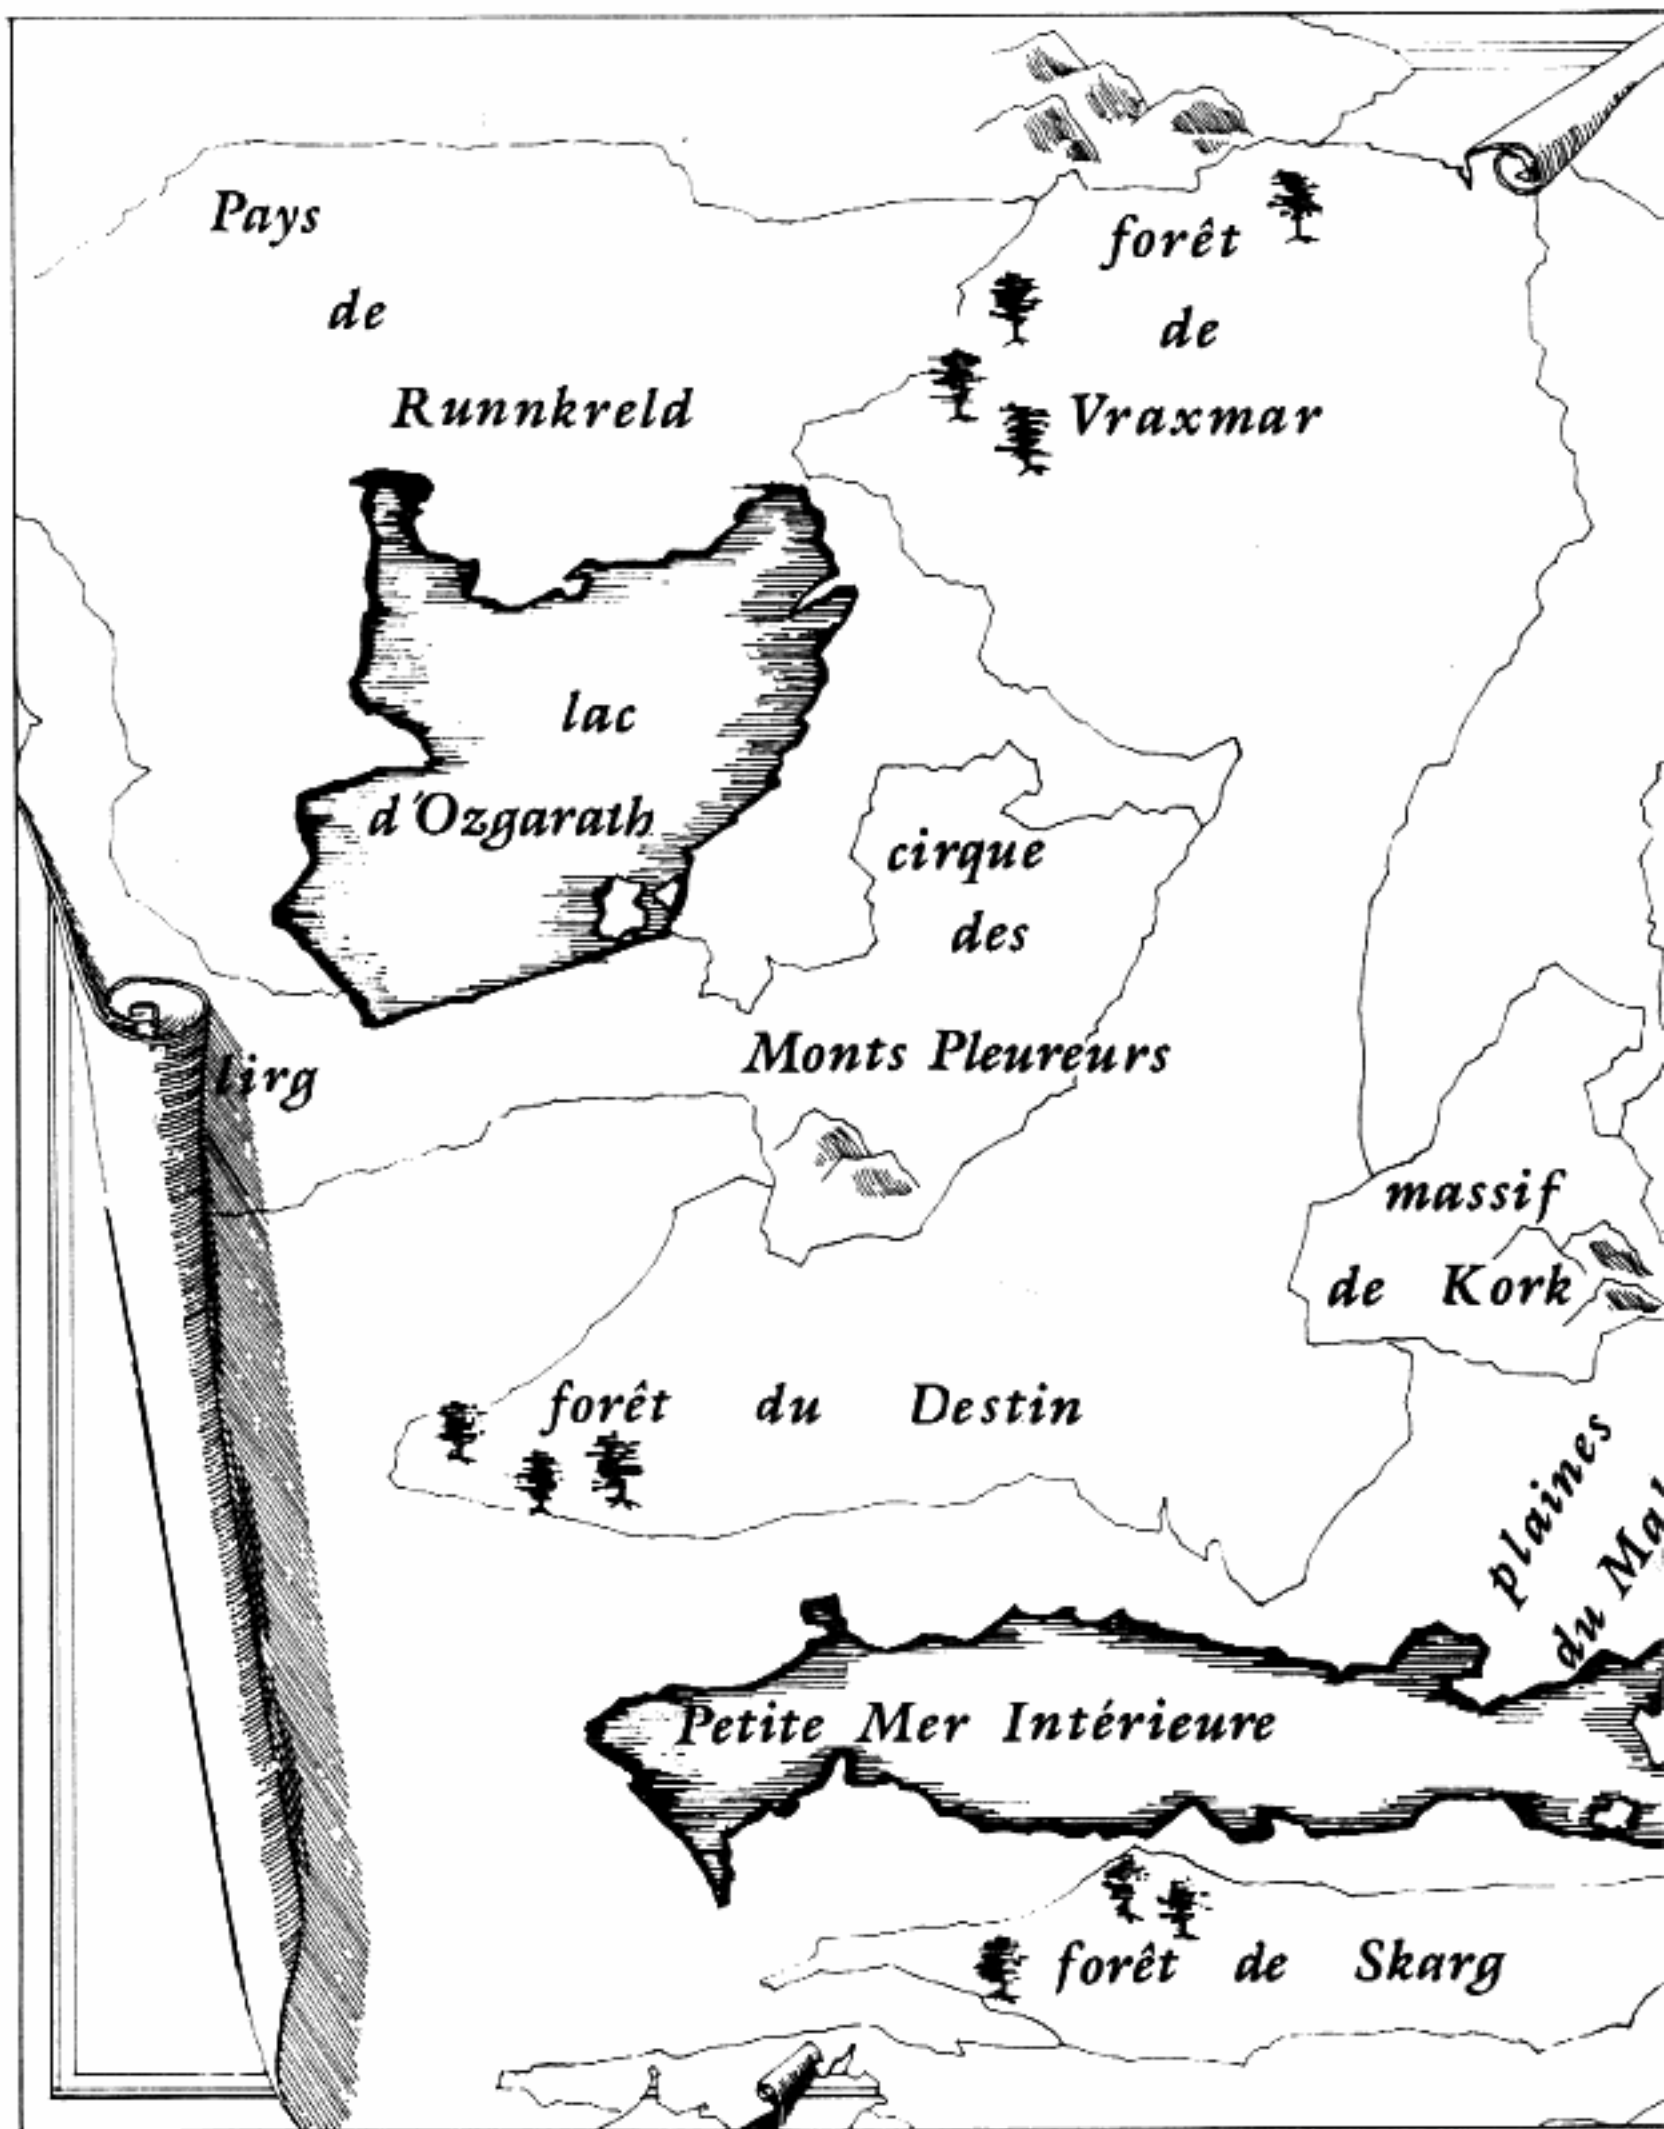 Pays
de
Runnkreld
forêt
de
Vraxmar
lac
d'Ozgarath
cirque
des
Monts Pleureurs
massif
de Kork
forêt du Destin
plaines
du
Petite Mer Intérieure
forêt de Skarg